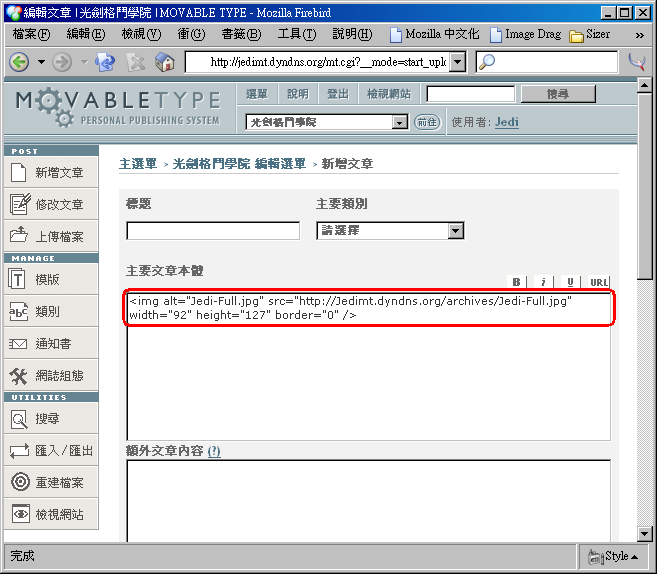 編輯文章 | 光劍格鬥學院 | MOVABLE TYPE - Mozilla Firebird
檔案(F) 編輯(E) 檢視(V) 衝(G) 書籤(B) 工具(T) 說明(H) Mozilla 中文化 Image Drag Sizer »
http://jedimt.dyndns.org/mt.cgi?__mode=start_uplo
MOVABLETYPE
PERSONAL PUBLISHING SYSTEM
選單 說明 登出 檢視網站 搜尋
光劍格鬥學院 前往 使用者: Jedi
POST
新增文章
修改文章
上傳檔案
MANAGE
模版
類別
通知書
網誌組態
UTILITIES
搜尋
匯入/匯出
重建檔案
檢視網站
主選單 > 光劍格鬥學院 編輯選單 > 新增文章
標題 主要類別
請選擇
主要文章本體
B i U URL
<img alt="Jedi-Full.jpg" src="http://Jedimt.dyndns.org/archives/Jedi-Full.jpg"
width="92" height="127" border="0" />
額外文章內容 (?)
完成
Style